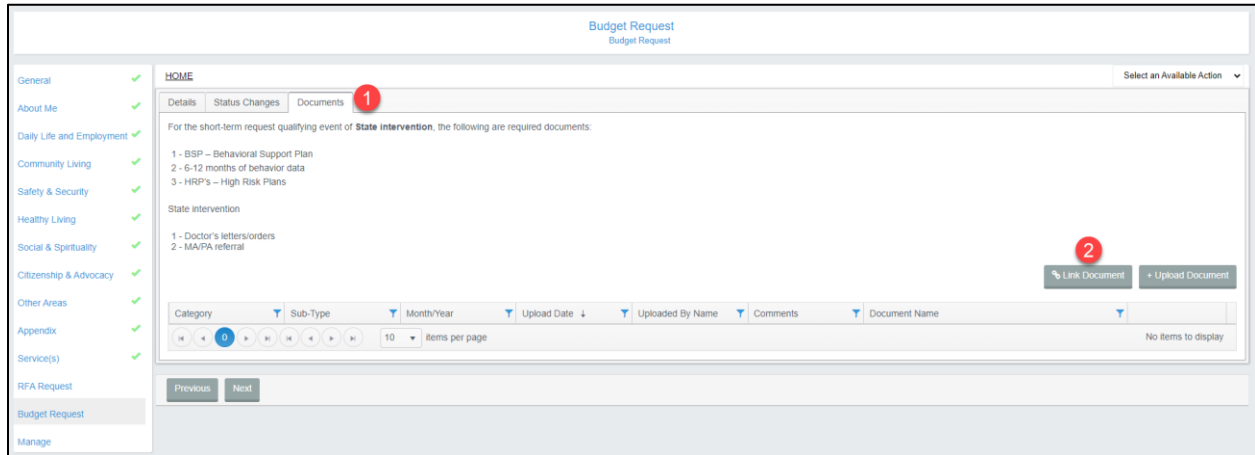 Budget Request
Budget Request
General
About Me
Daily Life and Employment
Community Living
Safety & Security
Healthy Living
Social & Spirituality
Citizenship & Advocacy
Other Areas
Appendix
Service(s)
RFA Request
Budget Request
Manage
HOME
Select an Available Action
Details Status Changes Documents 1
For the short-term request qualifying event of State intervention, the following are required documents:
1 - BSP – Behavioral Support Plan
2 - 6-12 months of behavior data
3 - HRP's – High Risk Plans
State intervention
1 - Doctor's letters/orders
2 - MA/PA referral
2
Link Document + Upload Document
Category Sub-Type Month/Year Upload Date ↓ Uploaded By Name Comments Document Name
0 10 items per page No items to display
Previous Next